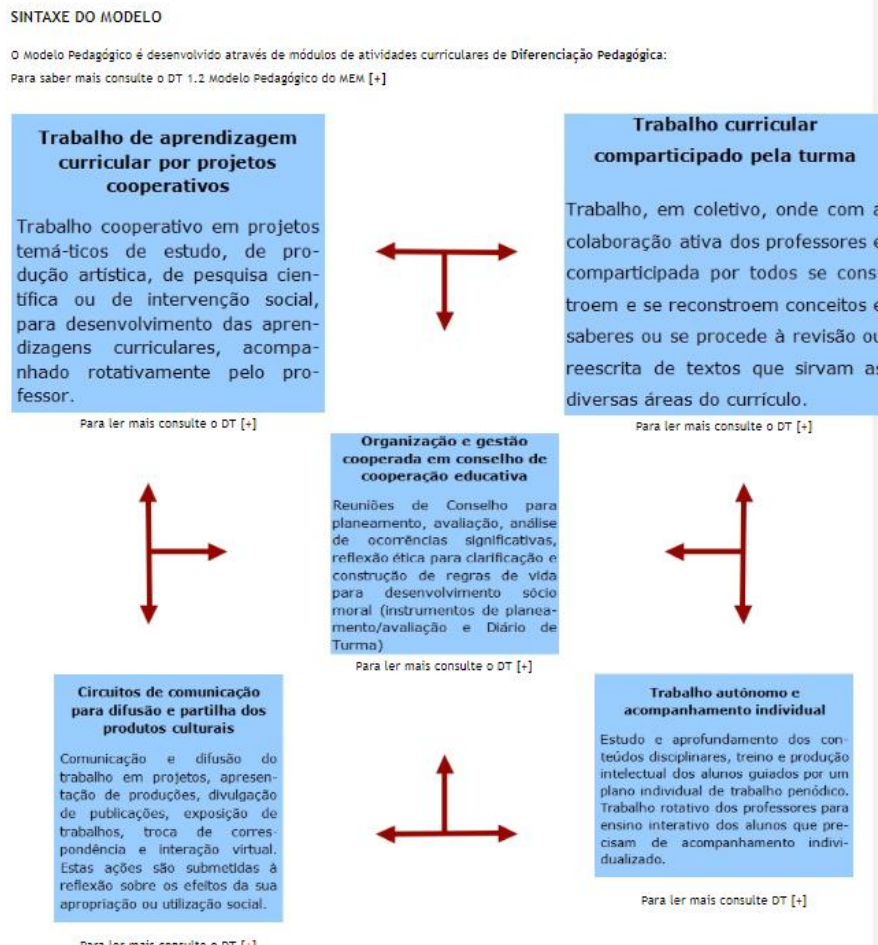 SINTAXE DO MODELO
O Modelo Pedagógico é desenvolvido através de módulos de atividades curriculares de Diferenciação Pedagógica:
Para saber mais consulte o DT 1.2 Modelo Pedagógico do MEM [+]
Trabalho de aprendizagem
curricular por projetos
cooperativos
Trabalho cooperativo em projetos
temá-ticos de estudo, de pro-
dução artística, de pesquisa cien-
tífica ou de intervenção social,
para desenvolvimento das apren-
dizagens curriculares, acompa-
nhado rotativamente pelo pro-
fessor.
Para ler mais consulte o DT [+]
Trabalho curricular
comparticipado pela turma
Trabalho, em coletivo, onde com a
colaboração ativa dos professores e
comparticipada por todos se cons
troem e se reconstroem conceitos e
saberes ou se procede à revisão ou
reescrita de textos que sirvam as
diversas áreas do currículo.
Para ler mais consulte o DT [+]
Organização e gestão
cooperada em conselho de
cooperação educativa
Reuniões de Conselho para
planeamento, avaliação, análise
de ocorrências significativas,
reflexão ética para clarificação e
construção de regras de vida
para desenvolvimento sócio
moral (instrumentos de planea-
mento/avaliação e Diário de
Turma)
Para ler mais consulte o DT [+]
Circuitos de comunicação
para difusão e partilha dos
produtos culturais
Comunicação e difusão do
trabalho em projetos, apresen-
tação de produções, divulgação
de publicações, exposição de
trabalhos, troca de corres-
pondência e interação virtual.
Estas ações são submetidas à
reflexão sobre os efeitos da sua
apropriação ou utilização social.
Para ler mais consulte o DT [+]
Trabalho autónomo e
acompanhamento individual
Estudo e aprofundamento dos con-
teúdos disciplinares, treino e produção
intelectual dos alunos guiados por um
plano individual de trabalho periódico.
Trabalho rotativo dos professores para
ensino interativo dos alunos que pre-
cisam de acompanhamento indivi-
dualizado.
Para ler mais consulte DT [+]